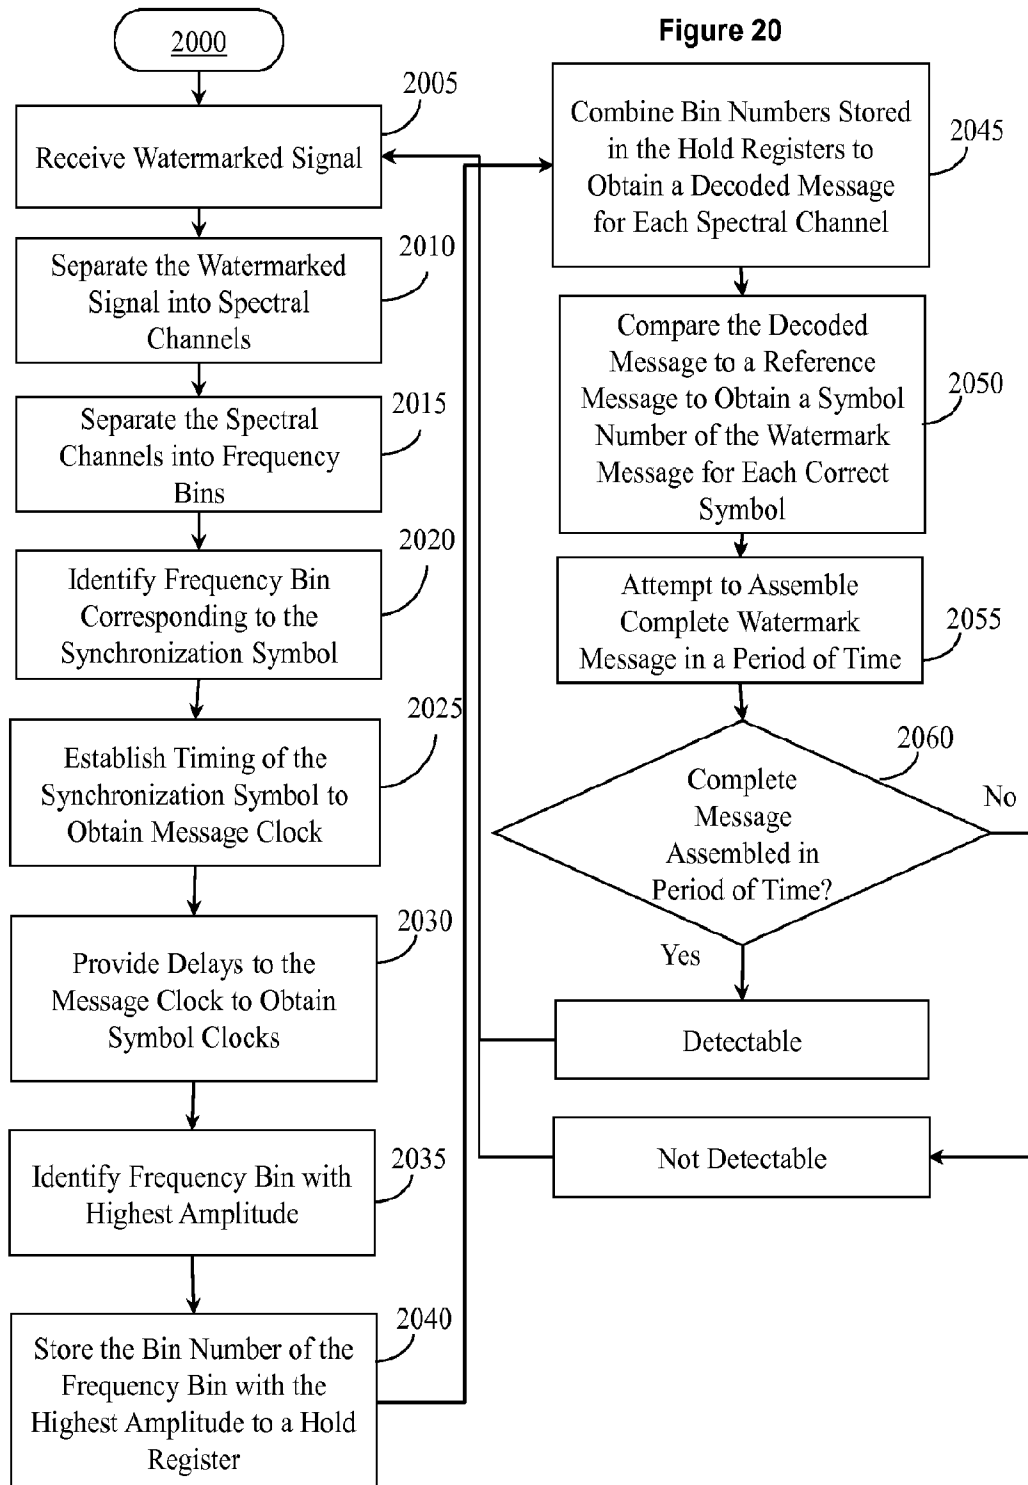 Figure 20
2000
2005
Receive Watermarked Signal
2010
Separate the Watermarked
Signal into Spectral
Channels
2015
Separate the Spectral
Channels into Frequency
Bins
2020
Identify Frequency Bin
Corresponding to the
Synchronization Symbol
2025
Establish Timing of the
Synchronization Symbol to
Obtain Message Clock
2030
Provide Delays to the
Message Clock to Obtain
Symbol Clocks
2035
Identify Frequency Bin with
Highest Amplitude
2040
Store the Bin Number of the
Frequency Bin with the
Highest Amplitude to a Hold
Register
Combine Bin Numbers Stored
in the Hold Registers to
Obtain a Decoded Message
for Each Spectral Channel
2045
Compare the Decoded
Message to a Reference
Message to Obtain a Symbol
Number of the Watermark
Message for Each Correct
Symbol
2050
Attempt to Assemble
Complete Watermark
Message in a Period of Time
2055
2060
Complete
Message
Assembled in
Period of Time?
No
Yes
Detectable
Not Detectable